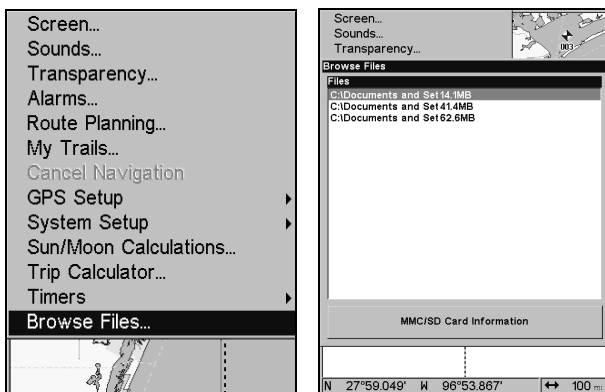 Screen...
Sounds...
Transparency...
Alarms...
Route Planning...
My Trails...
Cancel Navigation
GPS Setup
System Setup
Sun/Moon Calculations...
Trip Calculator...
Timers
Browse Files...
Screen...
Sounds...
Transparency...
003
Browse Files
Files
C:\Documents and Set14.1MB
C:\Documents and Set41.4MB
C:\Documents and Set62.6MB
MMC/SD Card Information
N 27°59.049' W 96°53.867' ↔ 100 mi